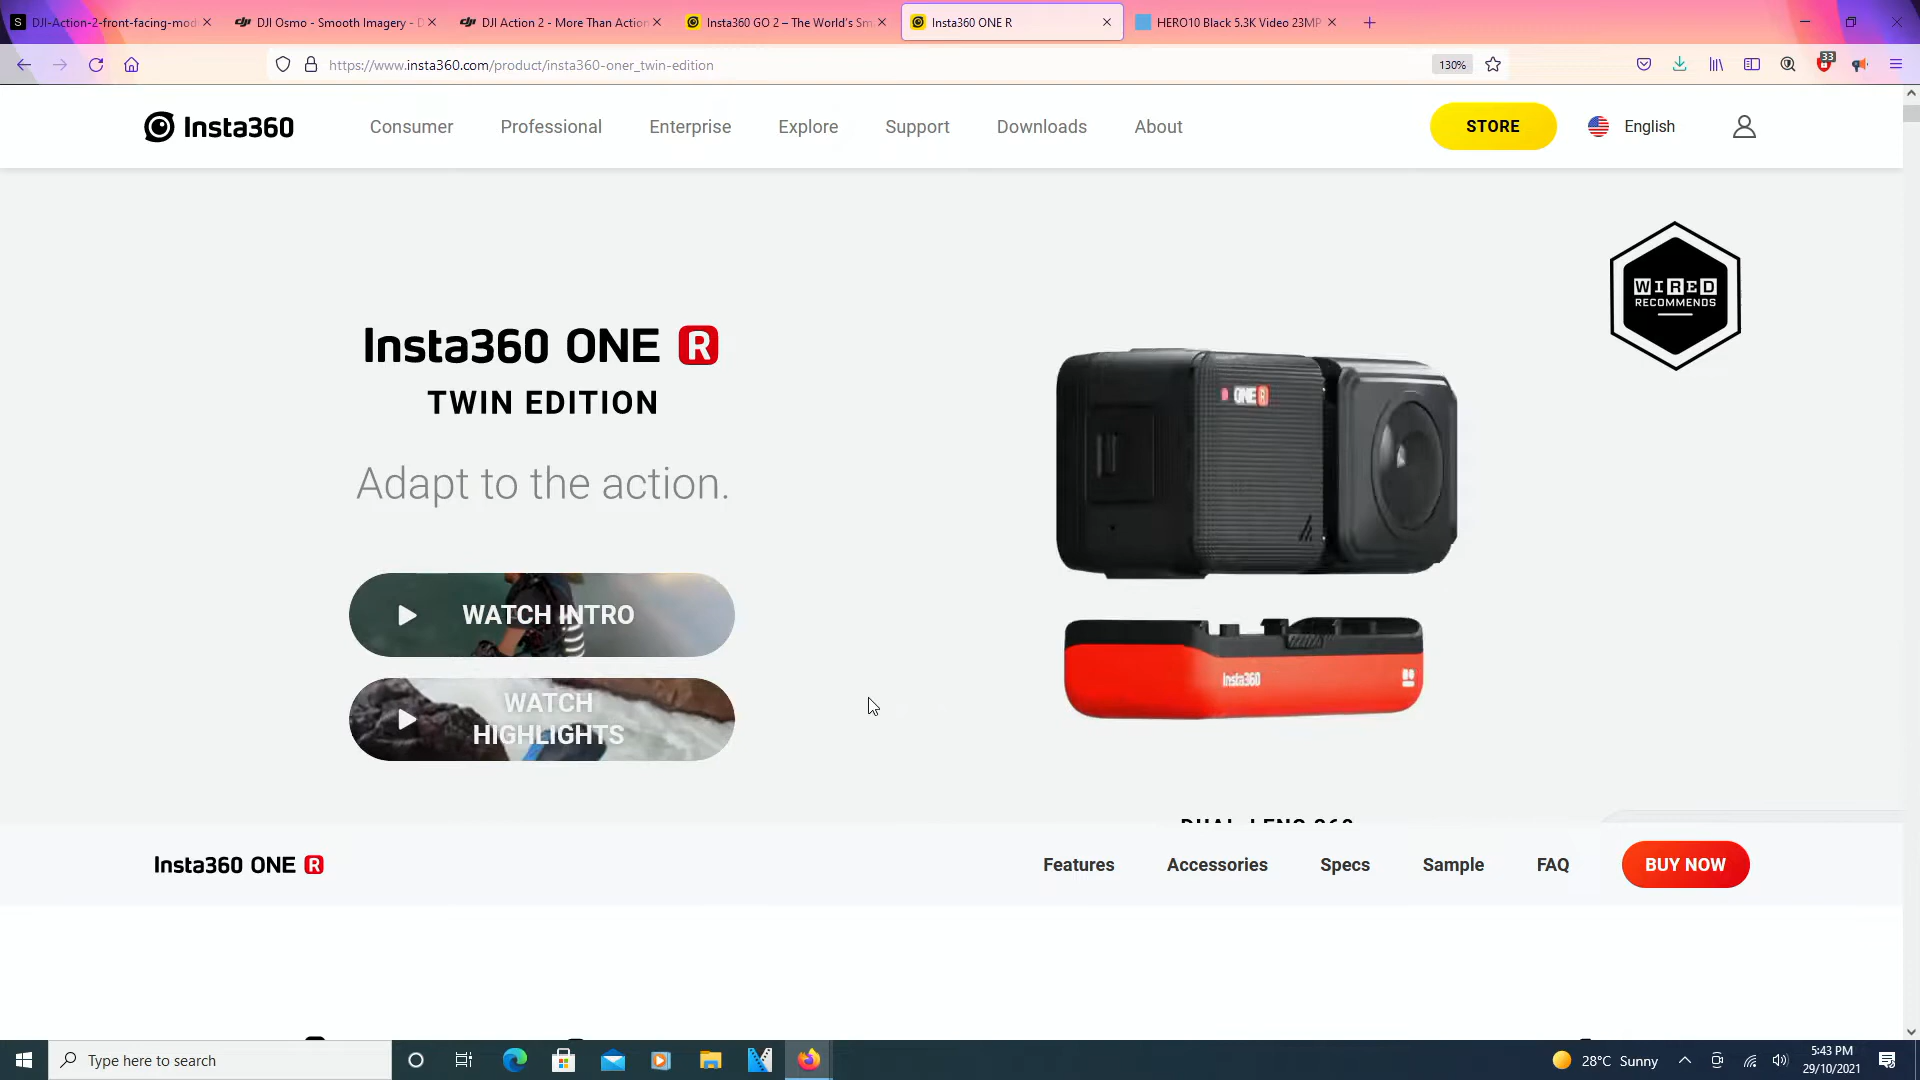 S DJI-Action-2-front-facing-mod
DJI Osmo - Smooth Imagery - D
DJI Action 2 - More Than Action
Insta360 GO 2 – The World's Sm
Insta360 ONE R
HERO10 Black 5.3K Video 23MP
https://www.insta360.com/product/insta360-oner_twin-edition
130%
33
Insta360
Consumer
Professional
Enterprise
Explore
Support
Downloads
About
STORE
English
WIRED
RECOMMENDS
Insta360 ONE R
TWIN EDITION
Adapt to the action.
WATCH INTRO
WATCH
HIGHLIGHTS
ONE R
Insta360
Insta360 ONE R
Features
Accessories
Specs
Sample
FAQ
BUY NOW
Type here to search
28°C Sunny
5:43 PM
29/10/2021